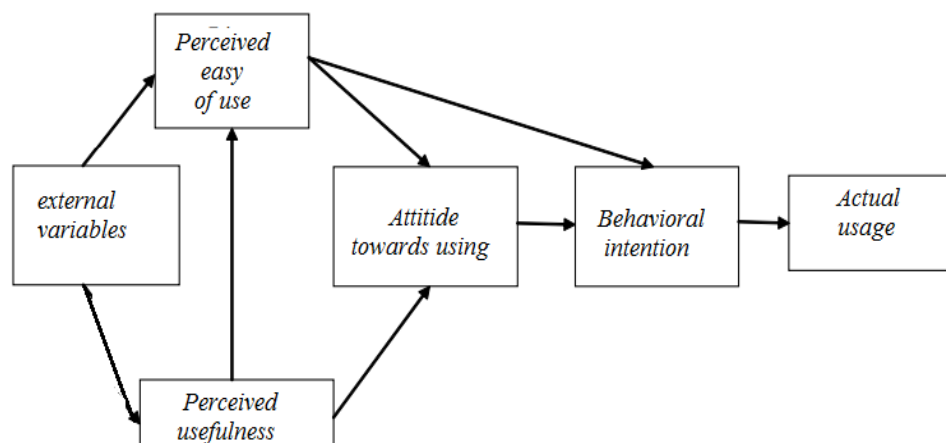 Perceived
easy
of use
external
variables
Attitide
towards using
Behavioral
intention
Actual
usage
Perceived
usefulness